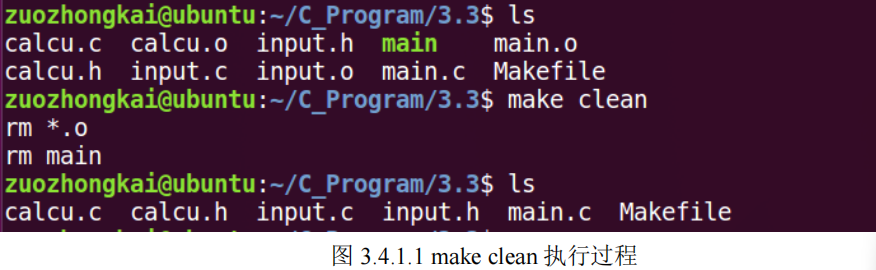 zuozhongkai@ubuntu:~/C_Program/3.3$ ls
calcu.c calcu.o input.h main main.o
calcu.h input.c input.o main.c Makefile
zuozhongkai@ubuntu:~/C_Program/3.3$ make clean
rm *.o
rm main
zuozhongkai@ubuntu:~/C_Program/3.3$ ls
calcu.c calcu.h input.c input.h main.c Makefile
图 3.4.1.1 make clean 执行过程